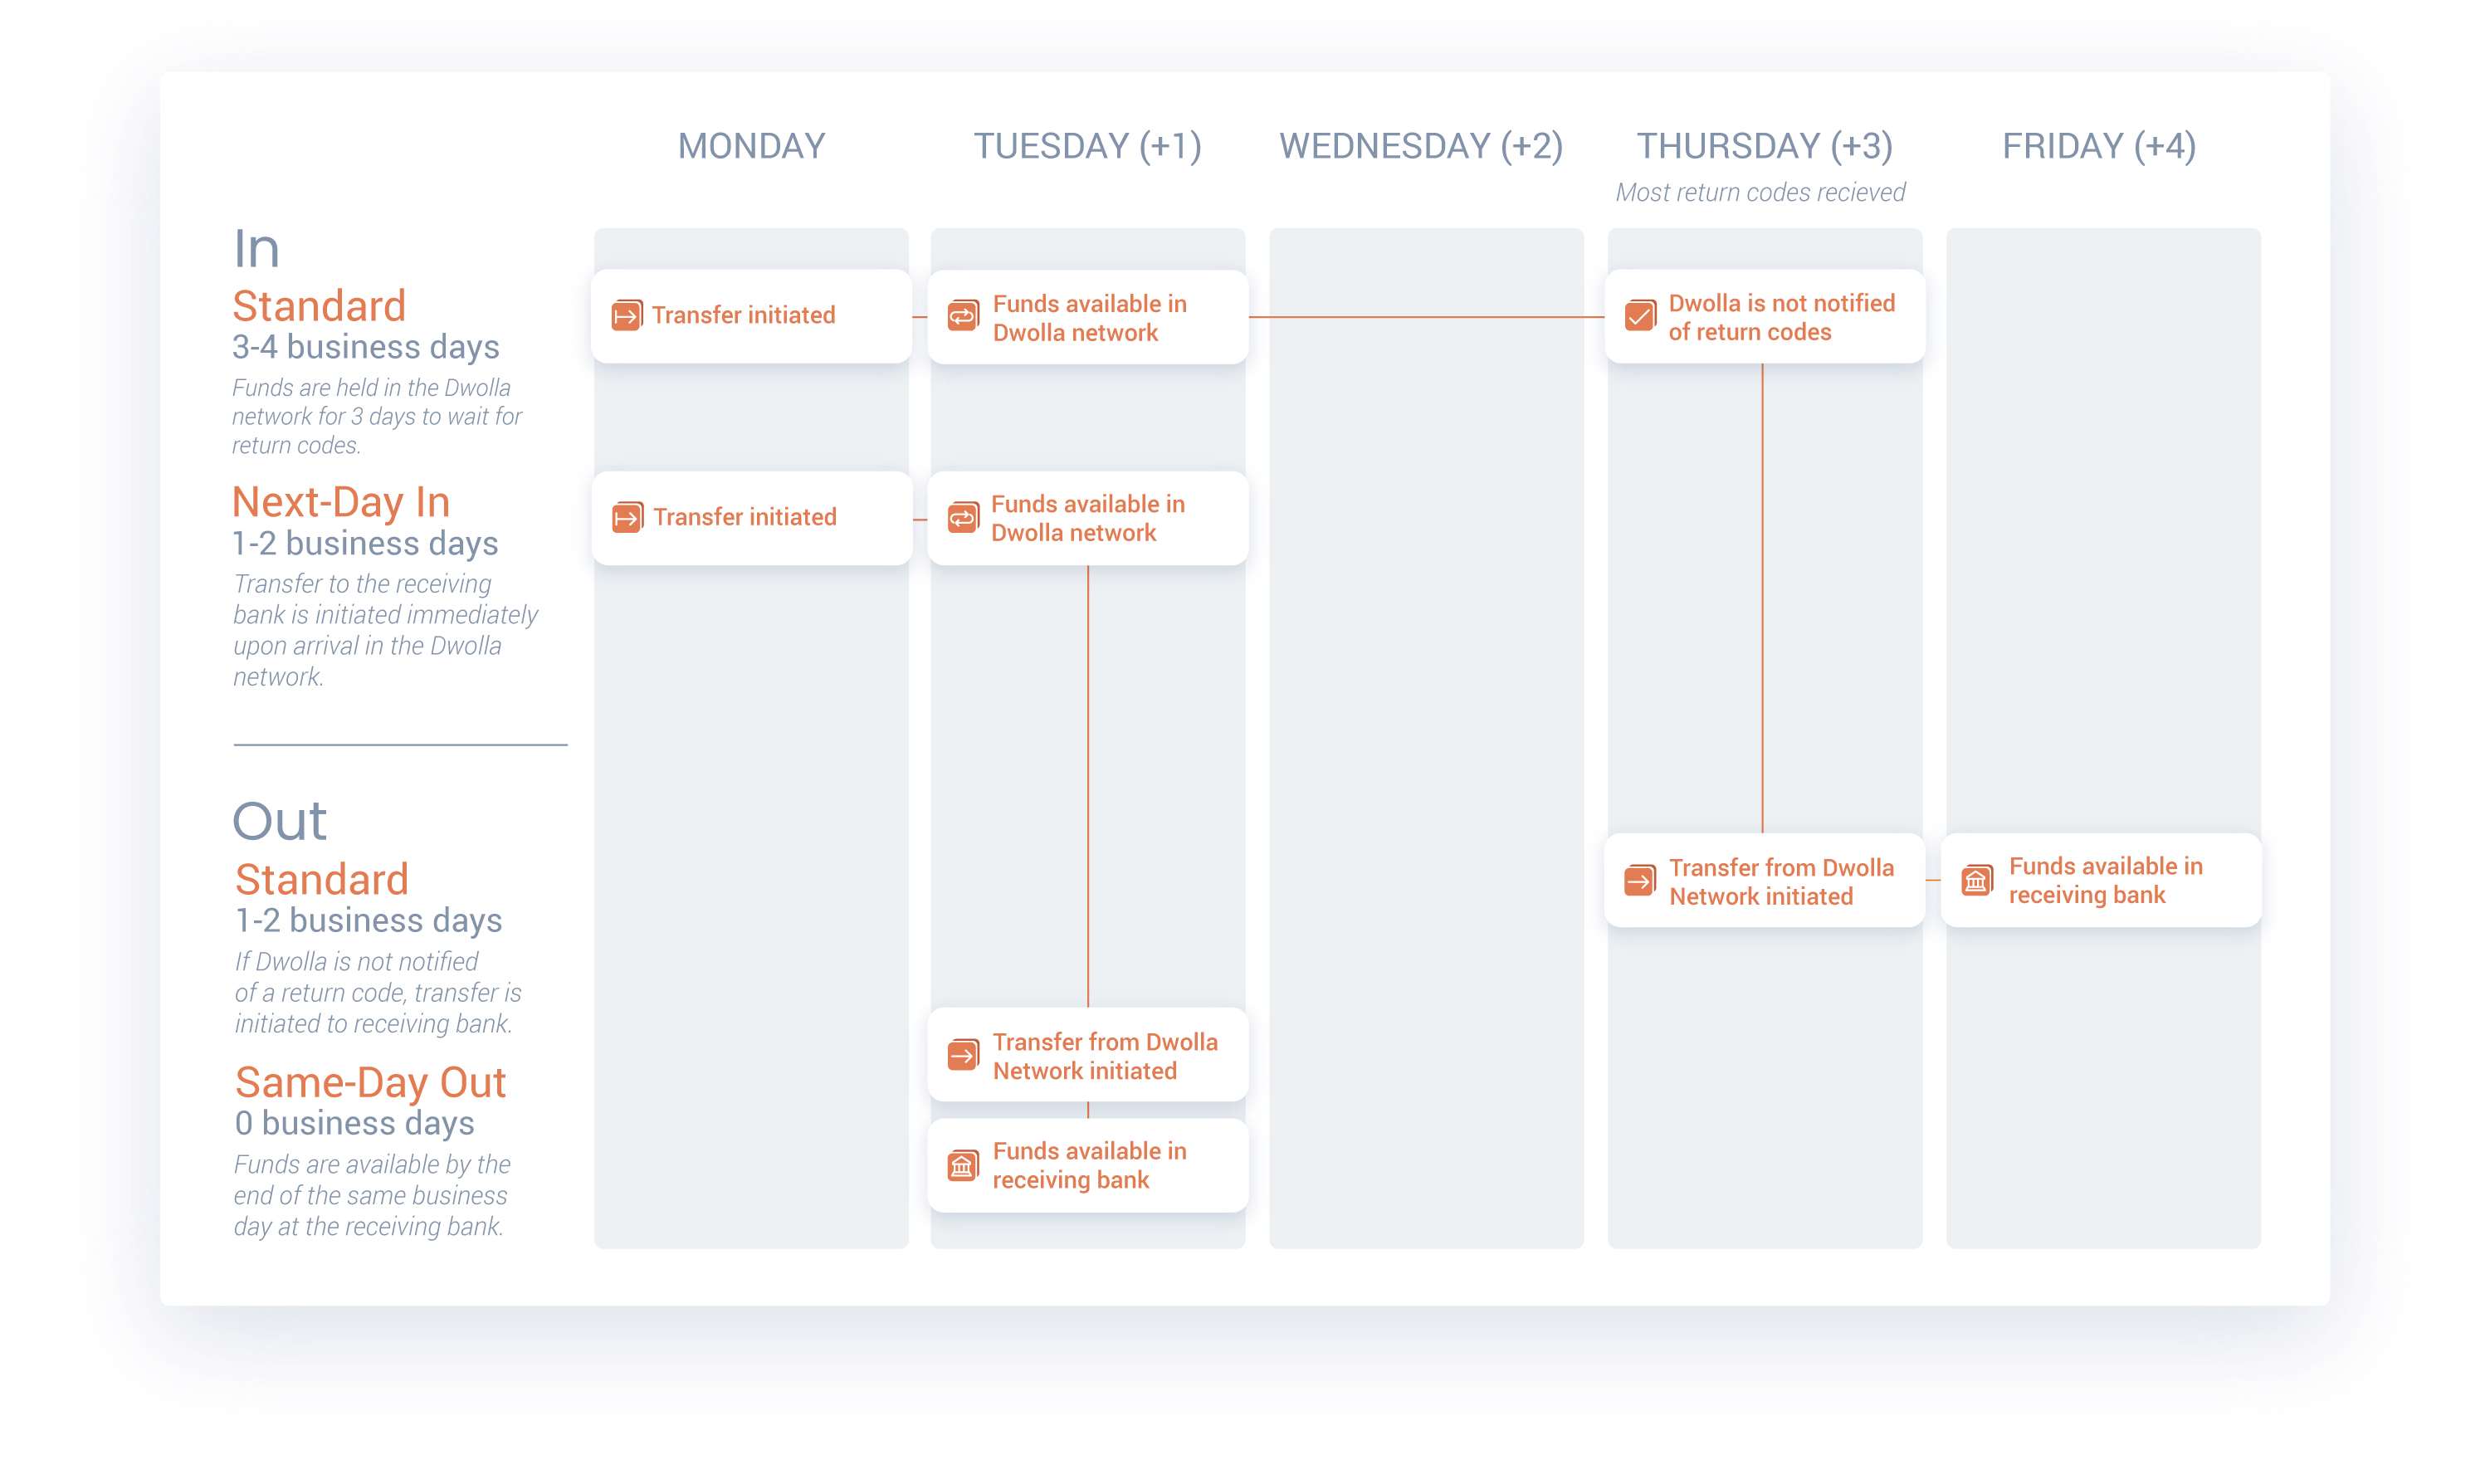 MONDAY
TUESDAY (+1)
WEDNESDAY (+2)
THURSDAY (+3)
FRIDAY (+4)
Most return codes recieved
In
Standard
3-4 business days
Funds are held in the Dwolla
network for 3 days to wait for
return codes.
Transfer initiated
Funds available in
Dwolla network
Dwolla is not notified
of return codes
Next-Day In
1-2 business days
Transfer to the receiving
bank is initiated immediately
upon arrival in the Dwolla
network.
Transfer initiated
Funds available in
Dwolla network
Out
Standard
1-2 business days
If Dwolla is not notified
of a return code, transfer is
initiated to receiving bank.
Transfer from Dwolla
Network initiated
Funds available in
receiving bank
Same-Day Out
0 business days
Funds are available by the
end of the same business
day at the receiving bank.
Transfer from Dwolla
Network initiated
Funds available in
receiving bank